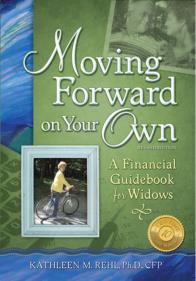 Moving
Forward
on Your
Own
A Financial
Guidebook
for Widows
KATHLEEN M. REHL, Ph.D., CFP